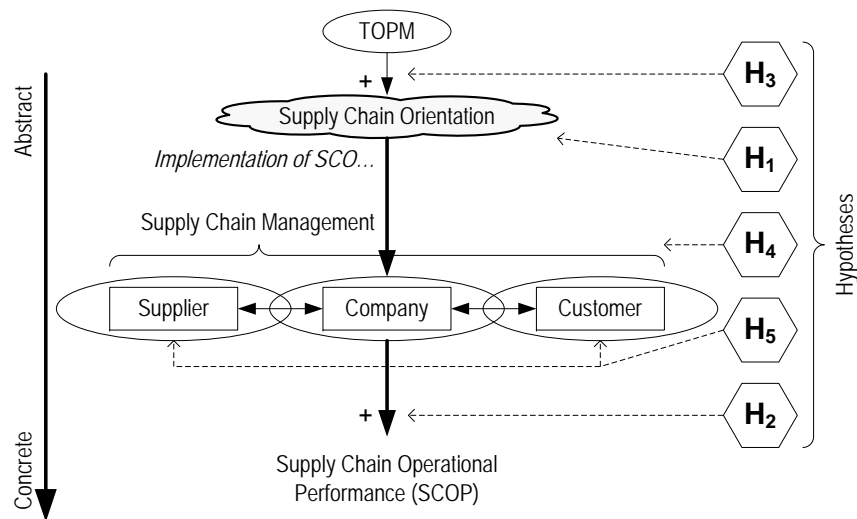 TOPM
+
H3
Supply Chain Orientation
Abstract
Implementation of SCO…
H1
Supply Chain Management
H4
Hypotheses
Supplier
Company
Customer
H5
+
H2
Concrete
Supply Chain Operational
Performance (SCOP)